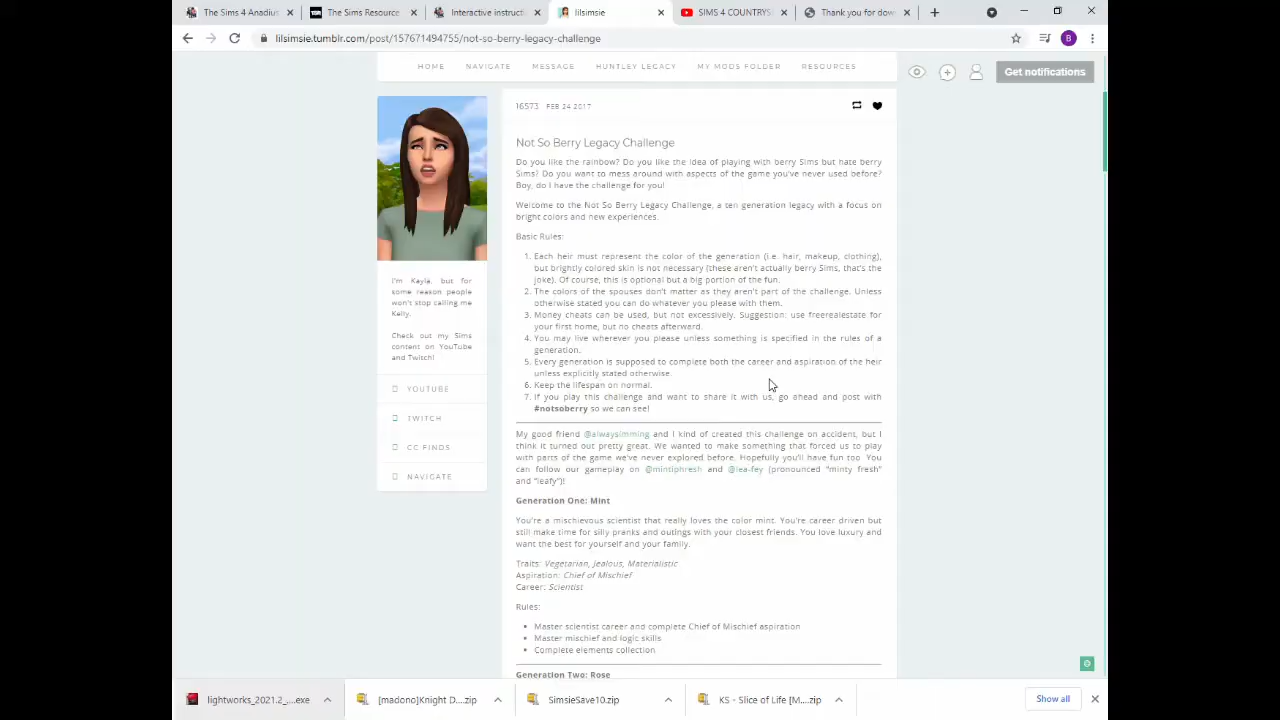 The Sims 4 Anadium
The Sims Resource
Interactive instructi
lilsimsie
SIMS 4 COUNTRYS
Thank you for dow
lilsimsie.tumblr.com/post/157671494755/not-so-berry-legacy-challenge
B
HOME NAVIGATE MESSAGE HUNTLEY LEGACY MY MODS FOLDER RESOURCES
Get notifications
16573 FEB 24 2017
Not So Berry Legacy Challenge
Do you like the rainbow? Do you like the idea of playing with berry Sims but hate berry
Sims? Do you want to mess around with aspects of the game you've never used before?
Boy, do I have the challenge for you!
Welcome to the Not So Berry Legacy Challenge, a ten generation legacy with a focus on
bright colors and new experiences.
Basic Rules:
1. Each heir must represent the color of the generation (i.e. hair, makeup, clothing),
but brightly colored skin is not necessary (these aren't actually berry Sims, that's the
joke). Of course, this is optional but a big portion of the fun.
2. The colors of the spouses don't matter as they aren't part of the challenge. Unless
otherwise stated you can do whatever you please with them.
3. Money cheats can be used, but not excessively. Suggestion: use freerealestate for
your first home, but no cheats afterward.
4. You may live wherever you please unless something is specified in the rules of a
generation.
5. Every generation is supposed to complete both the career and aspiration of the heir
unless explicitly stated otherwise.
6. Keep the lifespan on normal.
7. If you play this challenge and want to share it with us, go ahead and post with
#notsoberry so we can see!
I'm Kayla, but for
some reason people
won't stop calling me
Kelly.
Check out my Sims
content on YouTube
and Twitch!
YOUTUBE
TWITCH
CC FINDS
NAVIGATE
My good friend @alwaysimming and I kind of created this challenge on accident, but I
think it turned out pretty great. We wanted to make something that forced us to play
with parts of the game we've never explored before. Hopefully you'll have fun too. You
can follow our gameplay on @mintiphresh and @lea-fey (pronounced "minty fresh"
and "leafy")!
Generation One: Mint
You're a mischievous scientist that really loves the color mint. You're career driven but
still make time for silly pranks and outings with your closest friends. You love luxury and
want the best for yourself and your family.
Traits: Vegetarian, Jealous, Materialistic
Aspiration: Chief of Mischief
Career: Scientist
Rules:
• Master scientist career and complete Chief of Mischief aspiration
• Master mischief and logic skills
• Complete elements collection
Generation Two: Rose
lightworks_2021.2_....exe
[madono]Knight D....zip
SimsieSave10.zip
KS - Slice of Life [M....zip
Show all